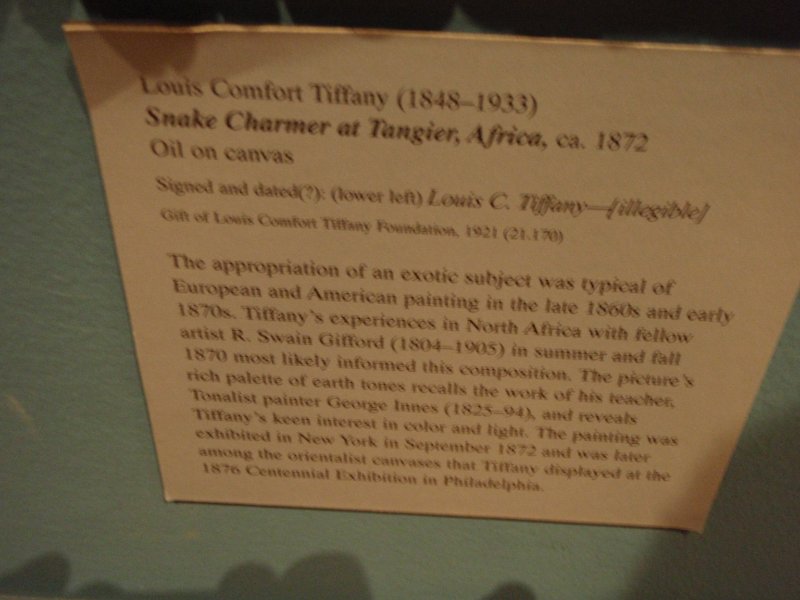 Louis Comfort Tiffany (1848–1933)
Snake Charmer at Tangier, Africa, ca. 1872
Oil on canvas
Signed and dated(?): (lower left) Louis C. Tiffany—[illegible]
Gift of Louis Comfort Tiffany Foundation, 1921 (21.170)
The appropriation of an exotic subject was typical of
European and American painting in the late 1860s and early
1870s. Tiffany's experiences in North Africa with fellow
artist R. Swain Gifford (1804–1905) in summer and fall
1870 most likely informed this composition. The picture's
rich palette of earth tones recalls the work of his teacher,
Tonalist painter George Innes (1825–94), and reveals
Tiffany's keen interest in color and light. The painting was
exhibited in New York in September 1872 and was later
among the orientalist canvases that Tiffany displayed at the
1876 Centennial Exhibition in Philadelphia.